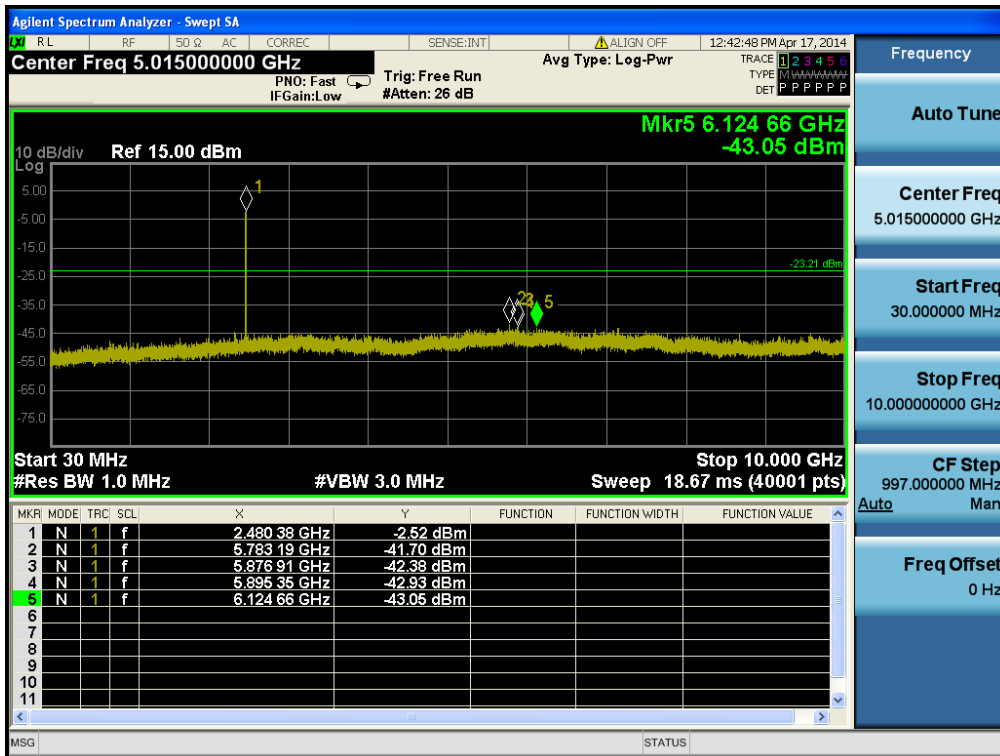 Agilent Spectrum Analyzer - Swept SA
LXI RL RF 50 Ω AC CORREC SENSE:INT ALIGN OFF 12:42:48 PM Apr 17, 2014
Center Freq 5.015000000 GHz
PNO: Fast
IFGain:Low
Trig: Free Run
#Atten: 26 dB
Avg Type: Log-Pwr
TRACE 1 2 3 4 5 6
TYPE M
DET P P P P P P
Mkr5 6.124 66 GHz
-43.05 dBm
10 dB/div Ref 15.00 dBm
Log
5.00
-5.00
-15.0
-25.0
-35.0
-45.0
-55.0
-65.0
-75.0
1
-23.21 dBm
2 5
Start 30 MHz Stop 10.000 GHz
#Res BW 1.0 MHz #VBW 3.0 MHz Sweep 18.67 ms (40001 pts)
MKR MODE TRC SCL X Y FUNCTION FUNCTION WIDTH FUNCTION VALUE
1 N 1 f 2.480 38 GHz -2.52 dBm
2 N 1 f 5.783 19 GHz -41.70 dBm
3 N 1 f 5.876 91 GHz -42.38 dBm
4 N 1 f 5.895 35 GHz -42.93 dBm
5 N 1 f 6.124 66 GHz -43.05 dBm
6
7
8
9
10
11
MSG STATUS
Frequency
Auto Tune
Center Freq
5.015000000 GHz
Start Freq
30.000000 MHz
Stop Freq
10.000000000 GHz
CF Step
997.000000 MHz
Auto Man
Freq Offset
0 Hz